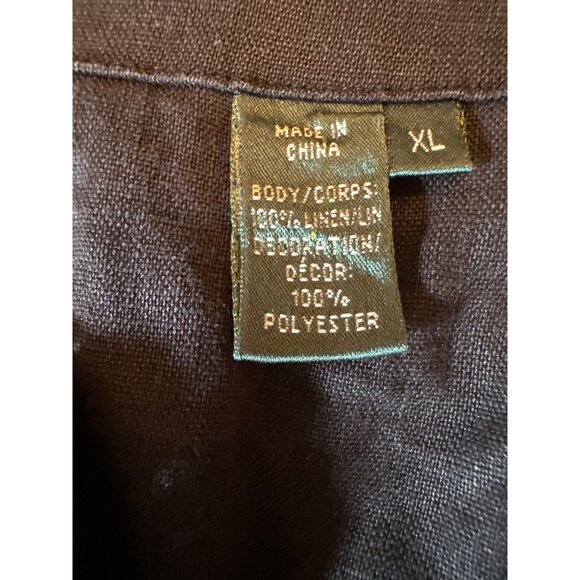 MADE IN
CHINA
XL
BODY/CORPS:
100% LINEN/LIN
DECORATION/
DÉCOR:
100%
POLYESTER